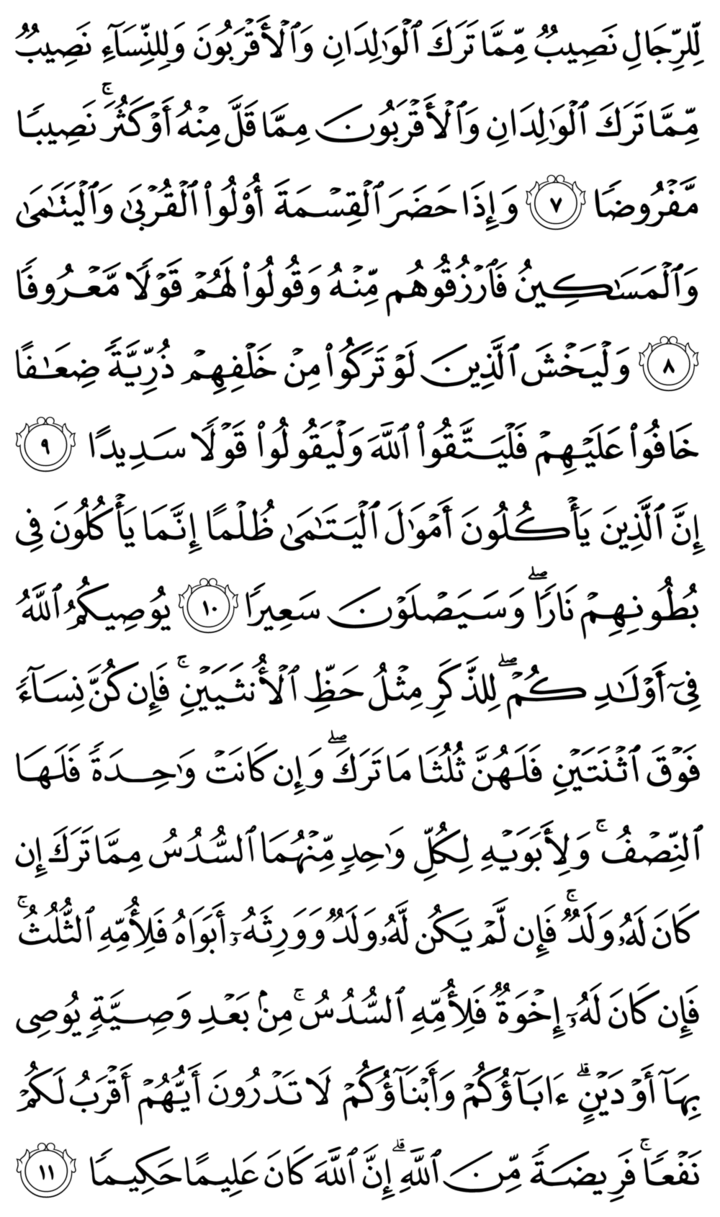 لِّلرِّجَالِ نَصِيبٌ مِّمَّا تَرَكَ ٱلْوَٰلِدَانِ وَٱلْأَقْرَبُونَ وَلِلنِّسَآءِ نَصِيبٌ
مِّمَّا تَرَكَ ٱلْوَٰلِدَانِ وَٱلْأَقْرَبُونَ مِمَّا قَلَّ مِنْهُ أَوْ كَثُرَ ۚ نَصِيبًا
مَّفْرُوضًا ٧ وَإِذَا حَضَرَ ٱلْقِسْمَةَ أُو۟لُوا۟ ٱلْقُرْبَىٰ وَٱلْيَتَٰمَىٰ
وَٱلْمَسَٰكِينُ فَٱرْزُقُوهُم مِّنْهُ وَقُولُوا۟ لَهُمْ قَوْلًا مَّعْرُوفًا
٨ وَلْيَخْشَ ٱلَّذِينَ لَوْ تَرَكُوا۟ مِنْ خَلْفِهِمْ ذُرِّيَّةً ضِعَٰفًا
خَافُوا۟ عَلَيْهِمْ فَلْيَتَّقُوا۟ ٱللَّهَ وَلْيَقُولُوا۟ قَوْلًا سَدِيدًا ٩
إِنَّ ٱلَّذِينَ يَأْكُلُونَ أَمْوَٰلَ ٱلْيَتَٰمَىٰ ظُلْمًا إِنَّمَا يَأْكُلُونَ فِى
بُطُونِهِمْ نَارًا ۖ وَسَيَصْلَوْنَ سَعِيرًا ١٠ يُوصِيكُمُ ٱللَّهُ
فِىٓ أَوْلَٰدِكُمْ ۖ لِلذَّكَرِ مِثْلُ حَظِّ ٱلْأُنثَيَيْنِ ۚ فَإِن كُنَّ نِسَآءً
فَوْقَ ٱثْنَتَيْنِ فَلَهُنَّ ثُلُثَا مَا تَرَكَ ۖ وَإِن كَانَتْ وَٰحِدَةً فَلَهَا
ٱلنِّصْفُ ۚ وَلِأَبَوَيْهِ لِكُلِّ وَٰحِدٍ مِّنْهُمَا ٱلسُّدُسُ مِمَّا تَرَكَ إِن
كَانَ لَهُۥ وَلَدٌ ۚ فَإِن لَّمْ يَكُن لَّهُۥ وَلَدٌ وَوَرِثَهُۥٓ أَبَوَاهُ فَلِأُمِّهِ ٱلثُّلُثُ ۚ
فَإِن كَانَ لَهُۥٓ إِخْوَةٌ فَلِأُمِّهِ ٱلسُّدُسُ ۚ مِنۢ بَعْدِ وَصِيَّةٍ يُوصِى
بِهَآ أَوْ دَيْنٍ ۗ ءَابَآؤُكُمْ وَأَبْنَآؤُكُمْ لَا تَدْرُونَ أَيُّهُمْ أَقْرَبُ لَكُمْ
نَفْعًا ۚ فَرِيضَةً مِّنَ ٱللَّهِ ۗ إِنَّ ٱللَّهَ كَانَ عَلِيمًا حَكِيمًا ١١